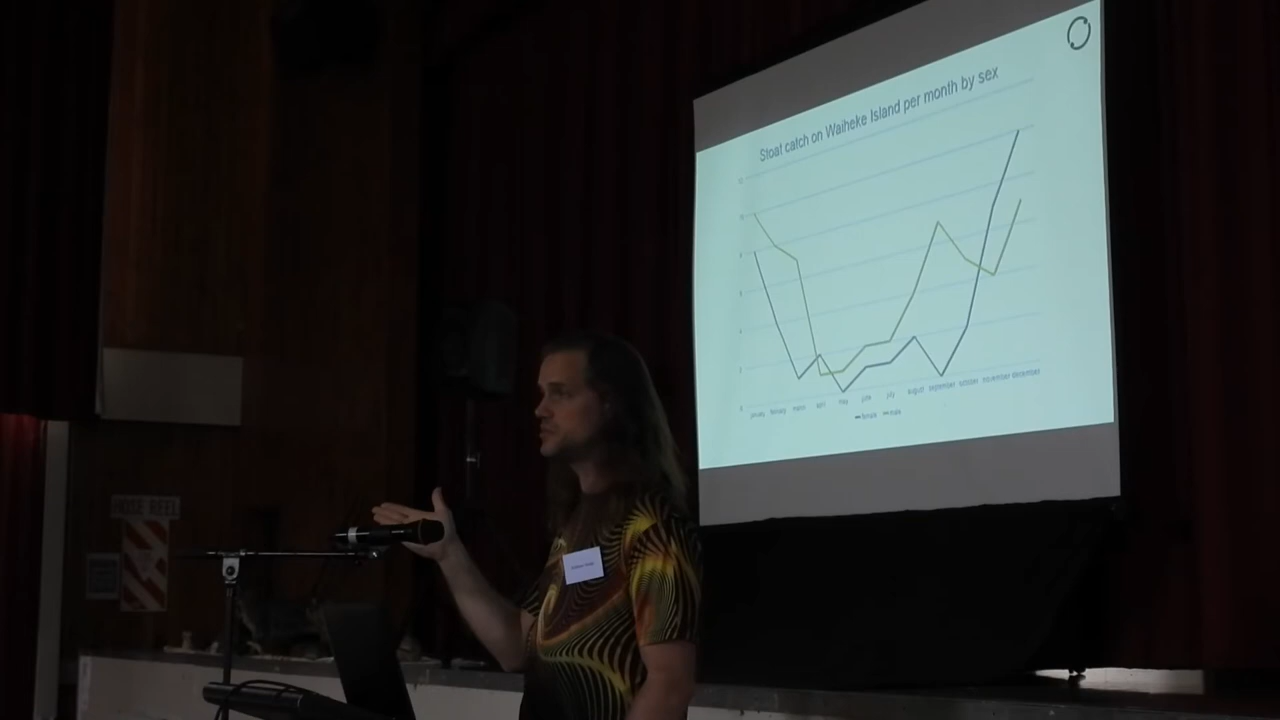 Stoat catch on Waiheke Island per month by sex
january february march april may june july august september october november december
female male
HOSE REEL